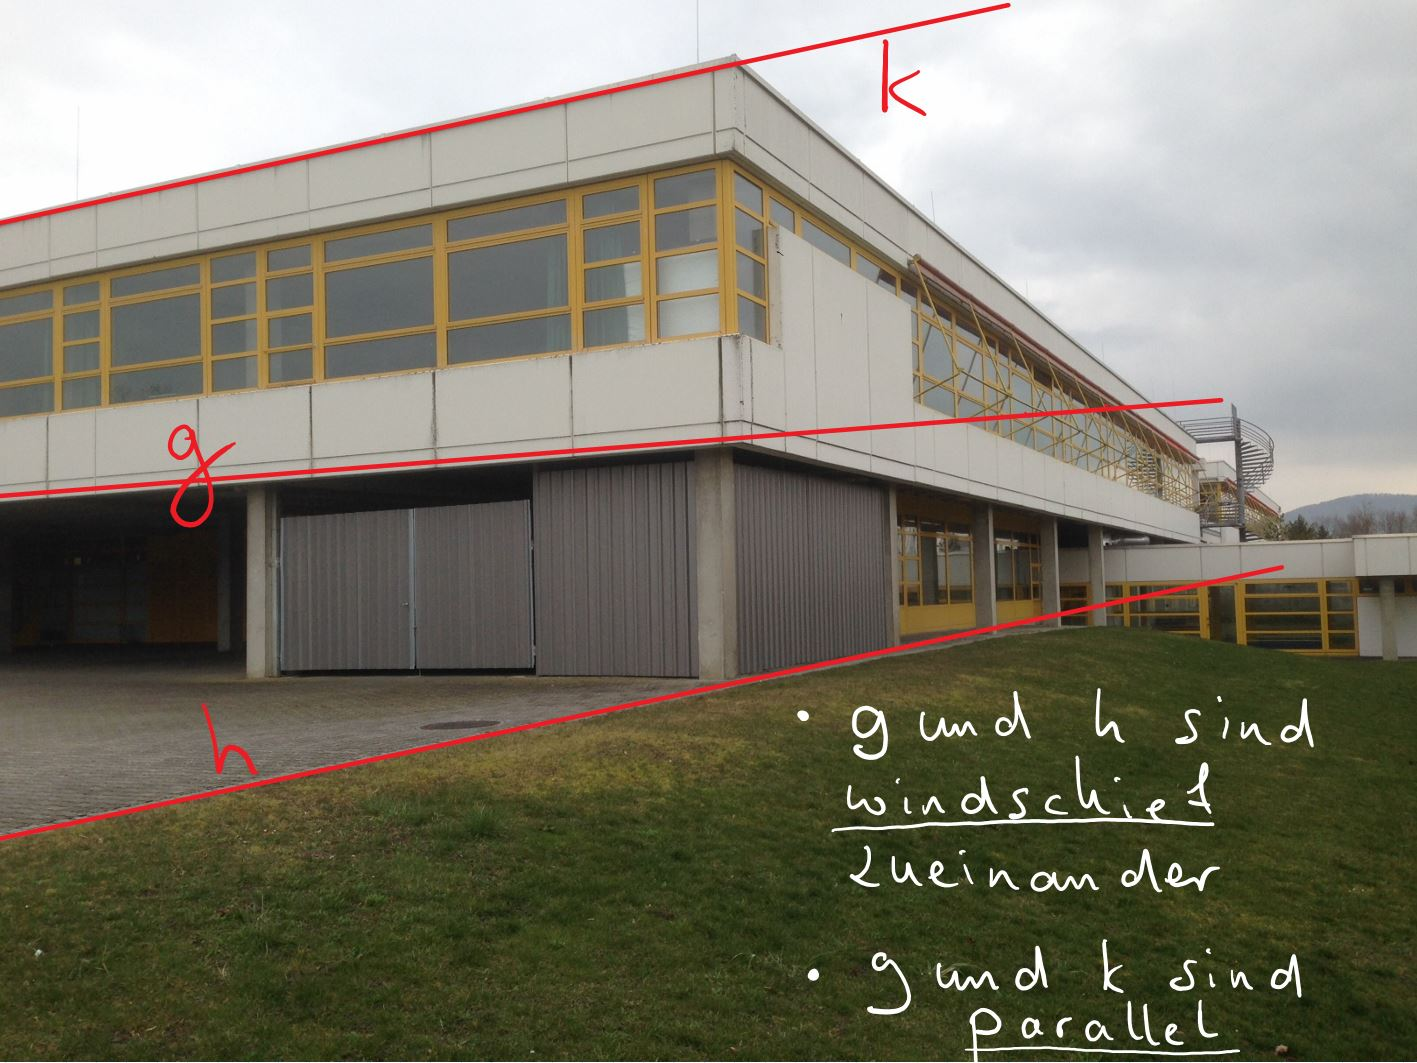 k
g
h
• g und h sind
windschief
zueinander
• g und k sind
parallel